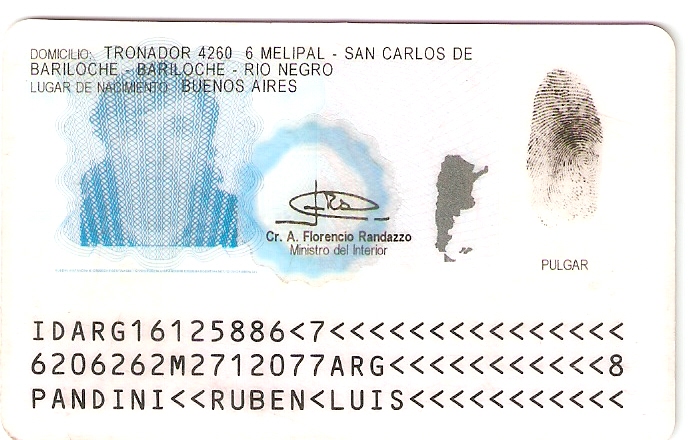 DOMICILIO: TRONADOR 4260 6 MELIPAL - SAN CARLOS DE
BARILOCHE - BARILOCHE - RIO NEGRO
LUGAR DE NACIMIENTO: BUENOS AIRES
Cr. A. Florencio Randazzo
Ministro del Interior
PULGAR
IDARG16125886<7<<<<<<<<<<<<<<<
6206262M2712077ARG<<<<<<<<<<<8
PANDINI<<RUBEN<LUIS<<<<<<<<<<<